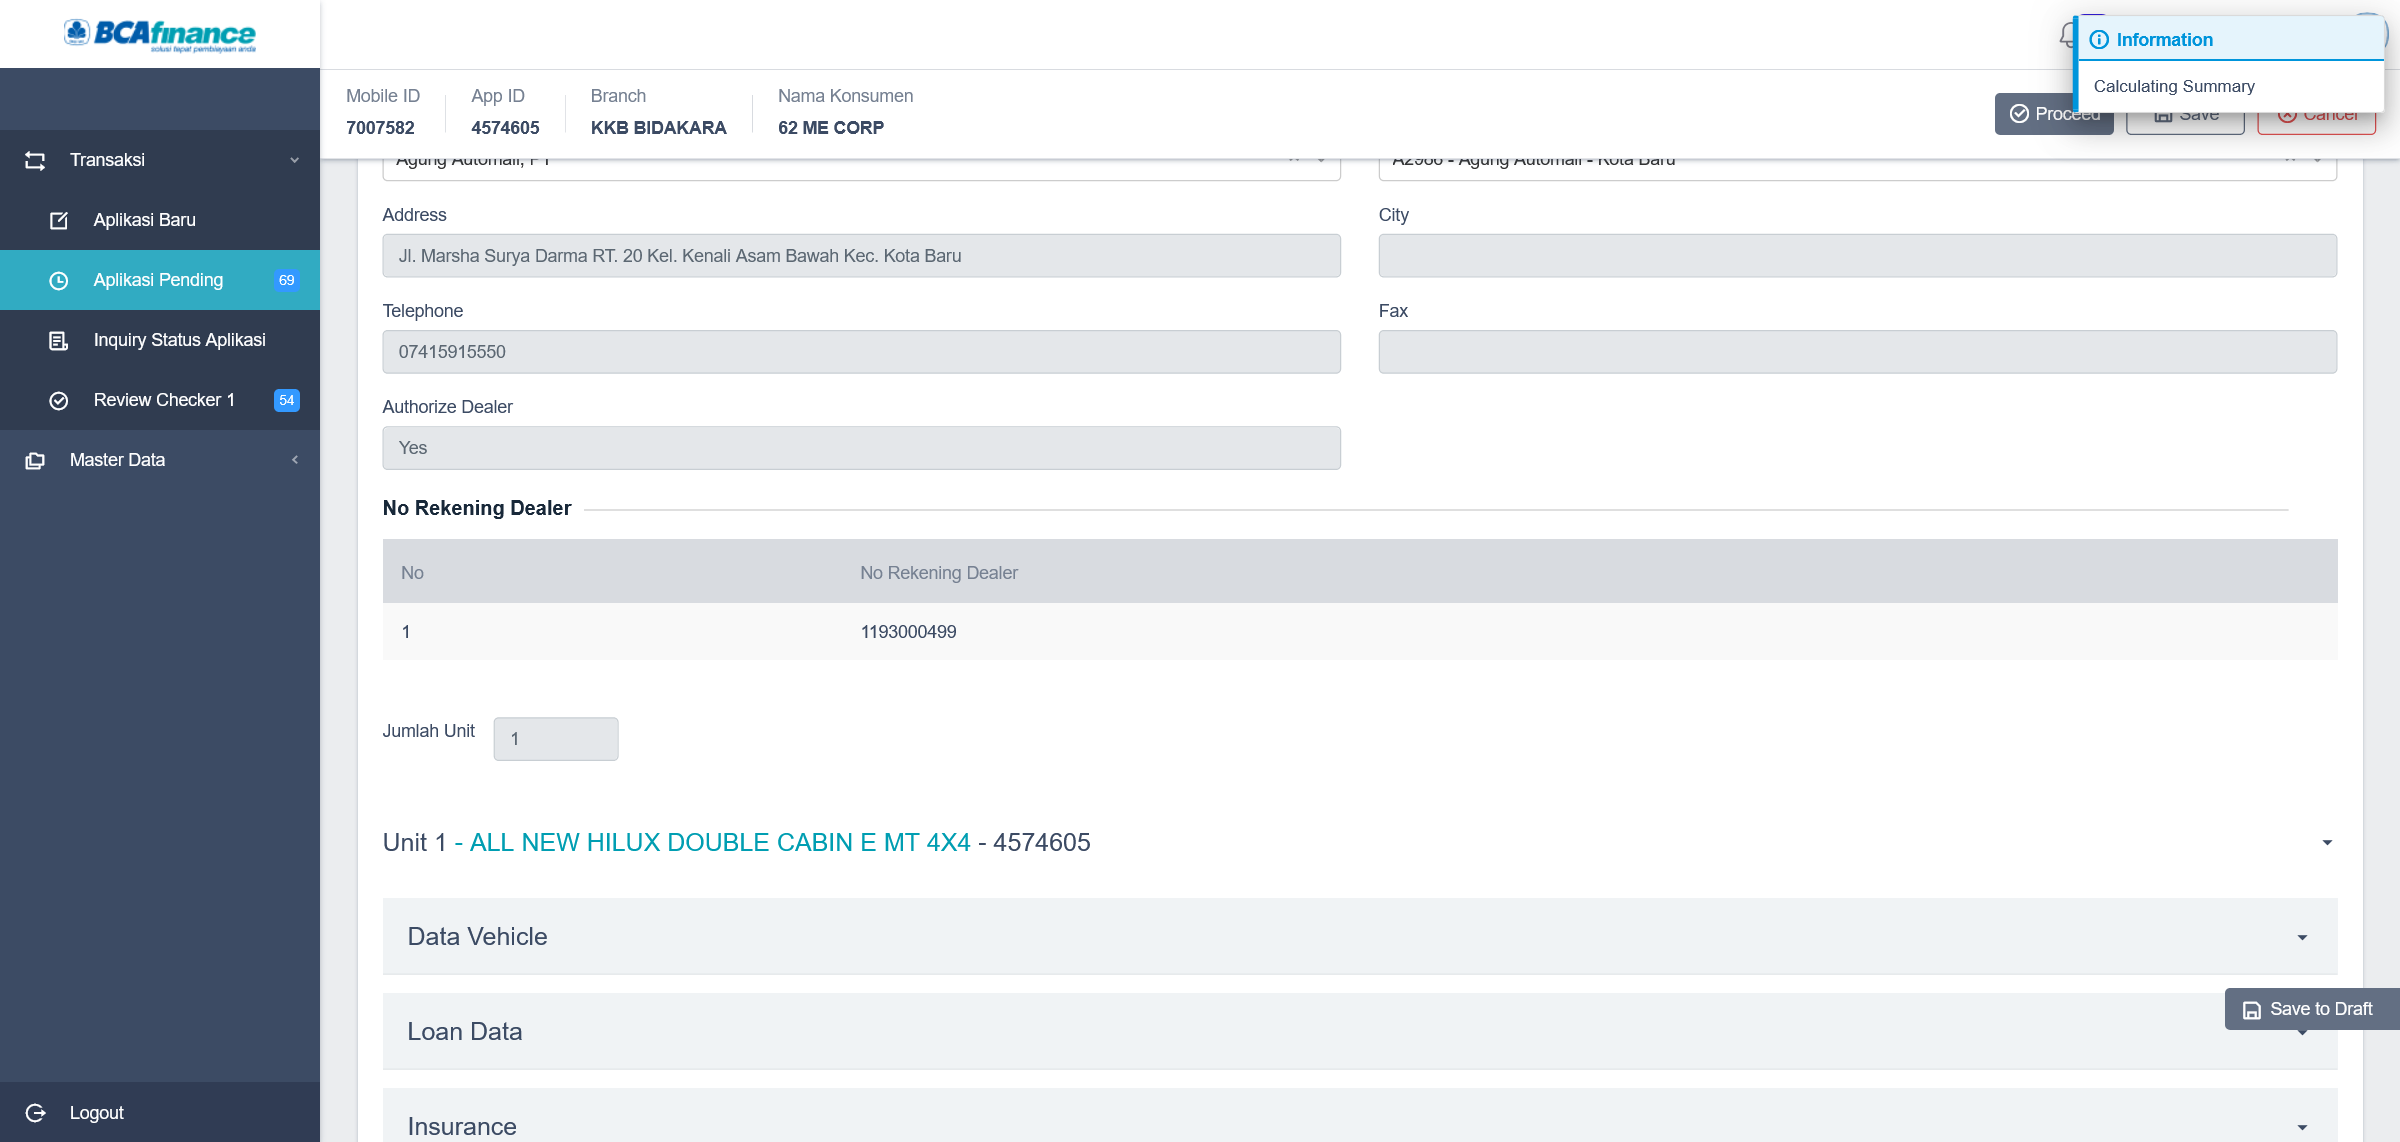 BCAfinance
solusi tepat pembiayaan anda
Information
Calculating Summary
Mobile ID
7007582
App ID
4574605
Branch
KKB BIDAKARA
Nama Konsumen
62 ME CORP
Proceed
Save
Cancel
Transaksi
Aplikasi Baru
Aplikasi Pending 69
Inquiry Status Aplikasi
Review Checker 1 54
Master Data
Logout
Agung Automall, PT
A2986 - Agung Automall - Kota Baru
Address
Jl. Marsha Surya Darma RT. 20 Kel. Kenali Asam Bawah Kec. Kota Baru
City
Telephone
07415915550
Fax
Authorize Dealer
Yes
No Rekening Dealer
No No Rekening Dealer
1 1193000499
Jumlah Unit 1
Unit 1 - ALL NEW HILUX DOUBLE CABIN E MT 4X4 - 4574605
Data Vehicle
Loan Data
Save to Draft
Insurance